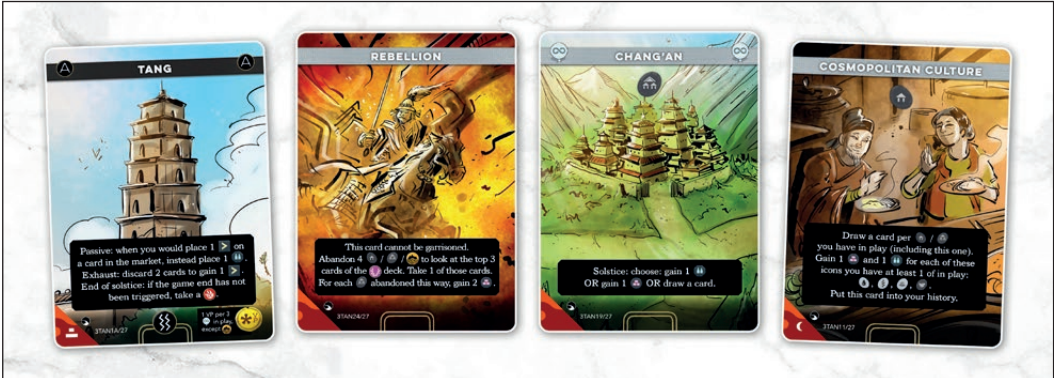 TANG
Passive: when you would place 1 on
a card in the market, instead place 1 .
Exhaust: discard 2 cards to gain 1 .
End of solstice: if the game end has not
been triggered, take a .
1 VP per 3
in play,
except
3TAN1A/27
REBELLION
This card cannot be garrisoned.
Abandon 4 / / to look at the top 3
cards of the deck. Take 1 of those cards.
For each abandoned this way, gain 2 .
3TAN24/27
CHANG'AN
Solstice: choose: gain 1
OR gain 1 OR draw a card.
3TAN19/27
COSMOPOLITAN CULTURE
Draw a card per /
you have in play (including this one).
Gain 1 and 1 for each of these
icons you have at least 1 of in play:
, , , .
Put this card into your history.
3TAN11/27